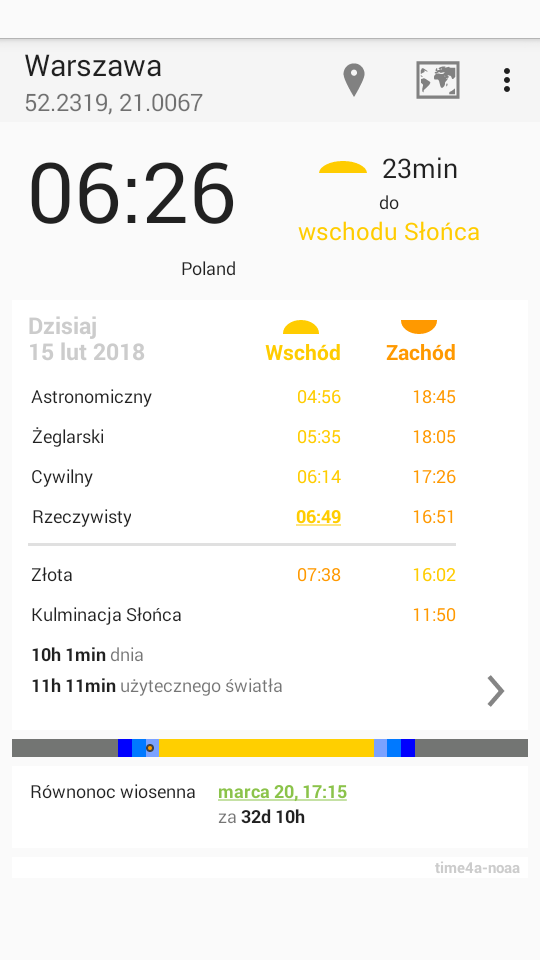 Warszawa
52.2319, 21.0067
06:26
23min
do
wschodu Słońca
Poland
Dzisiaj
15 lut 2018
Wschód Zachód
Astronomiczny 04:56 18:45
Żeglarski 05:35 18:05
Cywilny 06:14 17:26
Rzeczywisty 06:49 16:51
Złota 07:38 16:02
Kulminacja Słońca 11:50
10h 1min dnia
11h 11min użytecznego światła
Równonoc wiosenna marca 20, 17:15
za 32d 10h
time4a-noaa